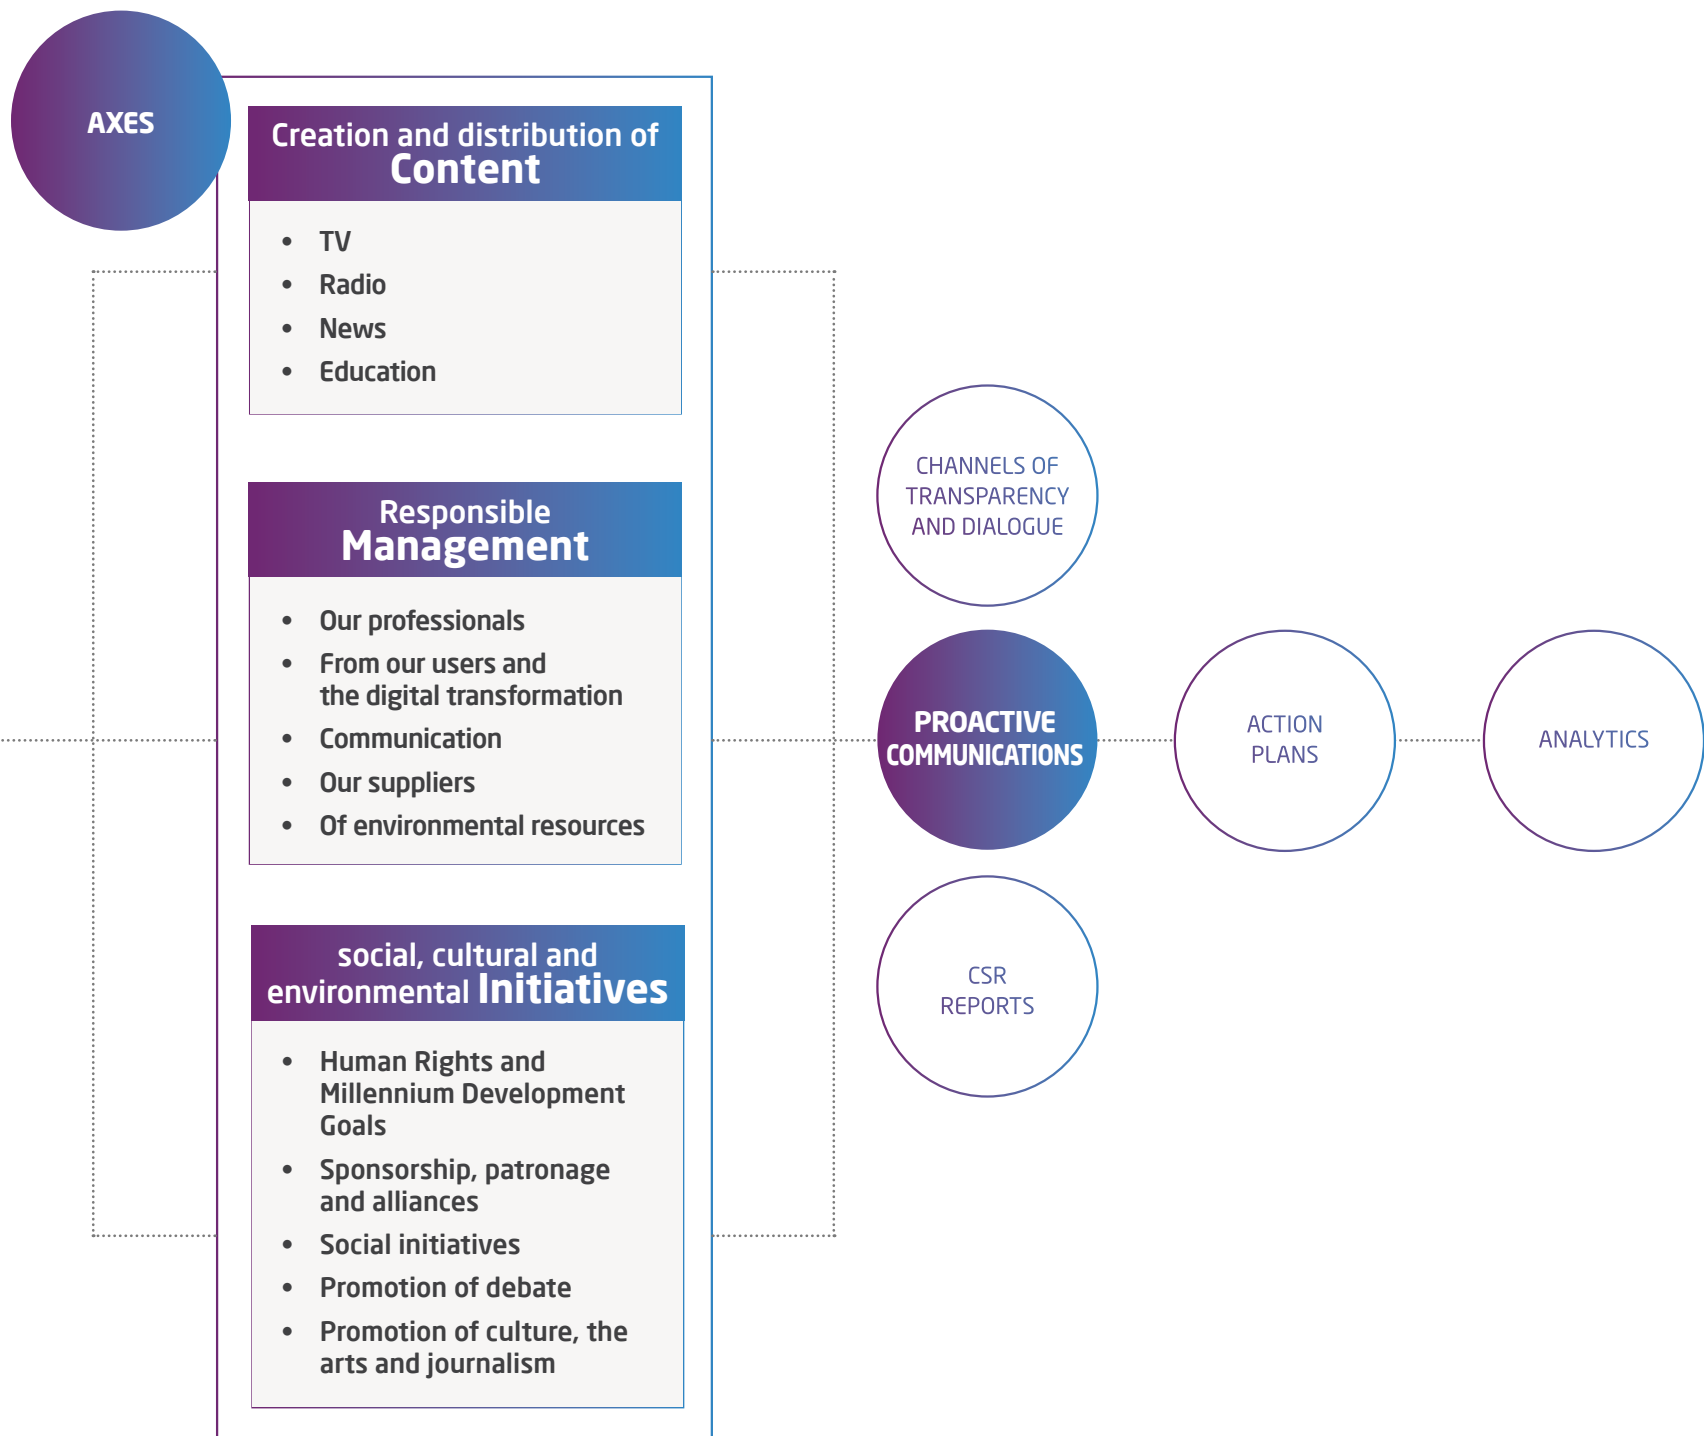 AXES
Creation and distribution of
Content
• TV
• Radio
• News
• Education
Responsible
Management
• Our professionals
• From our users and
the digital transformation
• Communication
• Our suppliers
• Of environmental resources
social, cultural and
environmental Initiatives
• Human Rights and
Millennium Development
Goals
• Sponsorship, patronage
and alliances
• Social initiatives
• Promotion of debate
• Promotion of culture, the
arts and journalism
CHANNELS OF
TRANSPARENCY
AND DIALOGUE
PROACTIVE
COMMUNICATIONS
CSR
REPORTS
ACTION
PLANS
ANALYTICS